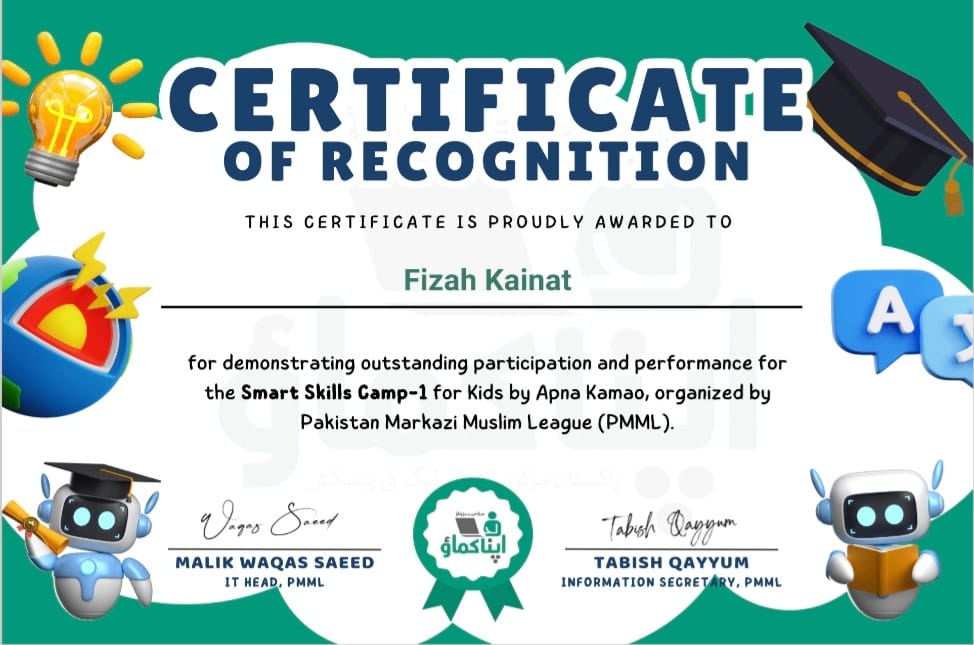 CERTIFICATE
OF RECOGNITION
THIS CERTIFICATE IS PROUDLY AWARDED TO
Fizah Kainat
for demonstrating outstanding participation and performance for
the Smart Skills Camp-1 for Kids by Apna Kamao, organized by
Pakistan Markazi Muslim League (PMML).
A
X
Waqas Saeed
MALIK WAQAS SAEED
IT HEAD, PMML
اپنا کماؤ
Tabish Qayyum
TABISH QAYYUM
INFORMATION SECRETARY, PMML